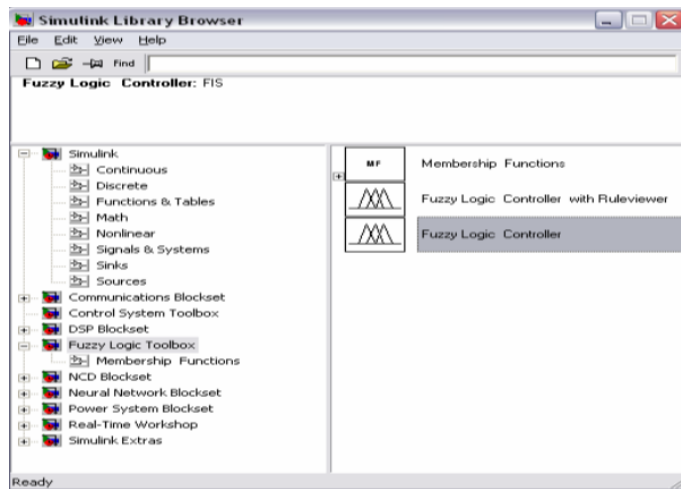 Simulink Library Browser
File Edit View Help
Find
Fuzzy Logic Controller: FIS
Simulink
Continuous
Discrete
Functions & Tables
Math
Nonlinear
Signals & Systems
Sinks
Sources
Communications Blockset
Control System Toolbox
DSP Blockset
Fuzzy Logic Toolbox
Membership Functions
NCD Blockset
Neural Network Blockset
Power System Blockset
Real-Time Workshop
Simulink Extras
MF Membership Functions
Fuzzy Logic Controller with Ruleviewer
Fuzzy Logic Controller
Ready